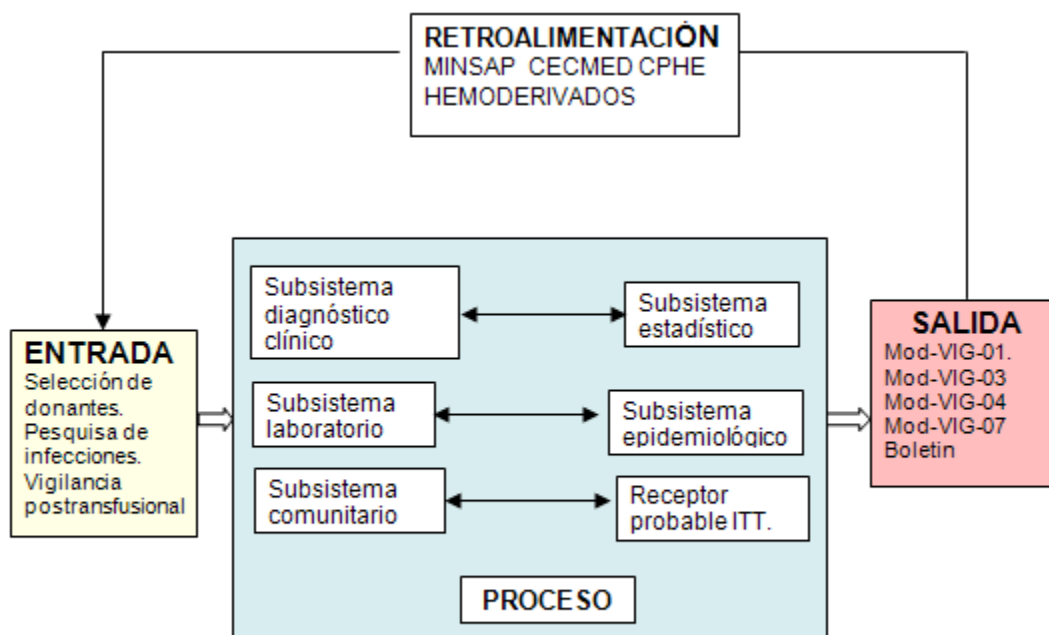 RETROALIMENTACIÓN
MINSAP CECMED CPHE
HEMODERIVADOS
ENTRADA
Selección de
donantes.
Pesquisa de
infecciones.
Vigilancia
postransfusional
Subsistema
diagnóstico
clínico
Subsistema
estadístico
Subsistema
laboratorio
Subsistema
epidemiológico
Subsistema
comunitario
Receptor
probable ITT.
PROCESO
SALIDA
Mod-VIG-01.
Mod-VIG-03
Mod-VIG-04
Mod-VIG-07
Boletin